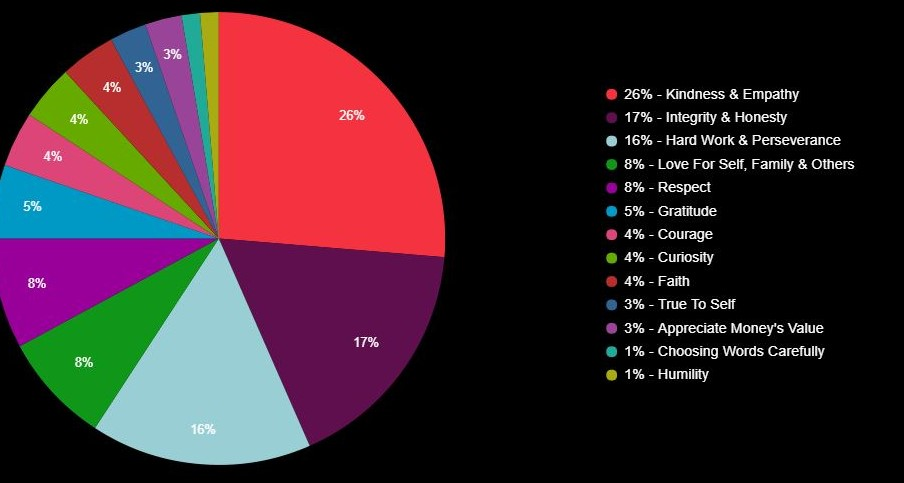 26%
17%
16%
8%
8%
5%
4%
4%
4%
3%
3%
26% - Kindness & Empathy
17% - Integrity & Honesty
16% - Hard Work & Perseverance
8% - Love For Self, Family & Others
8% - Respect
5% - Gratitude
4% - Courage
4% - Curiosity
4% - Faith
3% - True To Self
3% - Appreciate Money's Value
1% - Choosing Words Carefully
1% - Humility